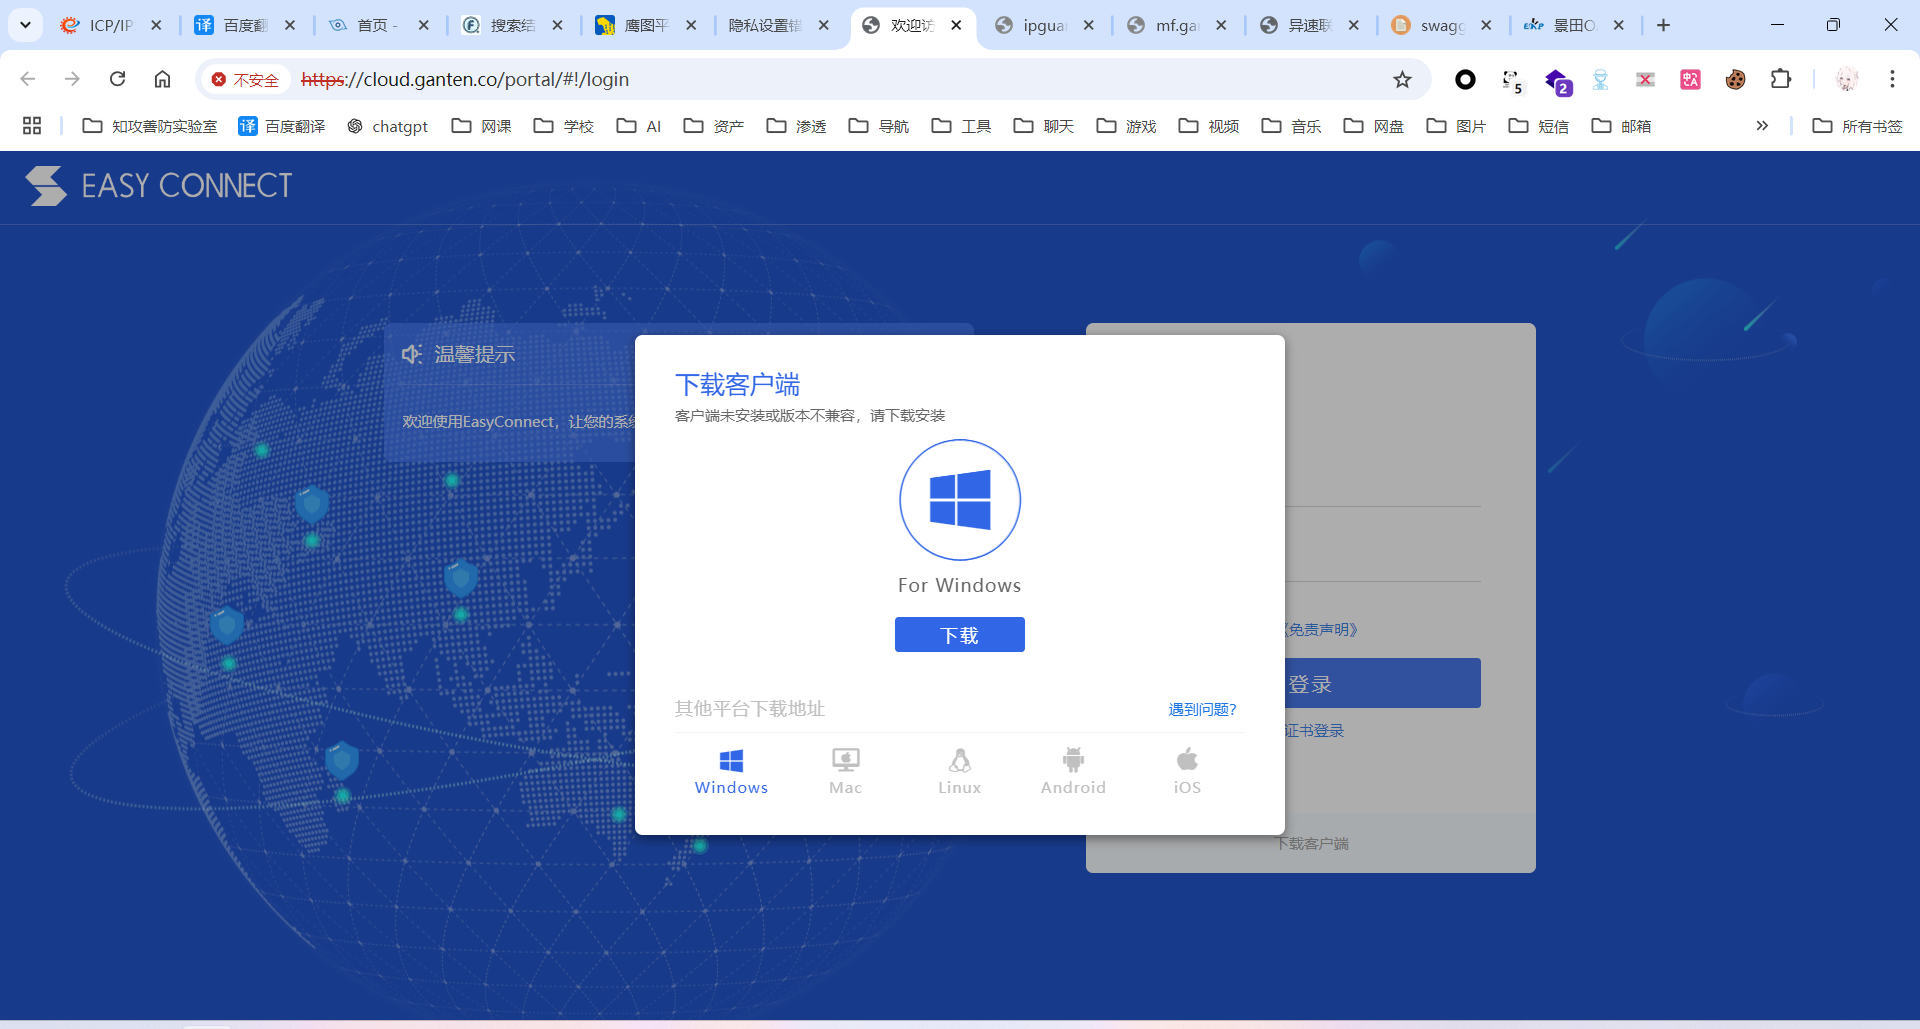 ICP/IP
百度翻
首页 -
搜索结
鹰图平
隐私设置错
欢迎访
ipguar
mf.gan
异速联
swagg
景田O
不安全
https://cloud.ganten.co/portal/#!/login
5
2
知攻善防实验室
百度翻译
chatgpt
网课
学校
AI
资产
渗透
导航
工具
聊天
游戏
视频
音乐
网盘
图片
短信
邮箱
所有书签
EASY CONNECT
温馨提示
欢迎使用EasyConnect，让您的系统
下载客户端
客户端未安装或版本不兼容，请下载安装
For Windows
下载
其他平台下载地址
遇到问题?
Windows
Mac
Linux
Android
iOS
《免责声明》
登录
证书登录
下载客户端